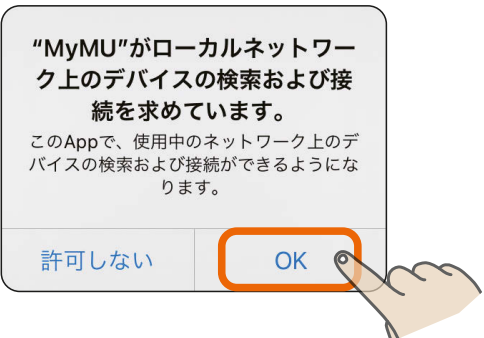 “MyMU”がローカルネットワー
ク上のデバイスの検索および接
続を求めています。
このAppで、使用中のネットワーク上のデ
バイスの検索および接続ができるようにな
ります。
許可しない
OK